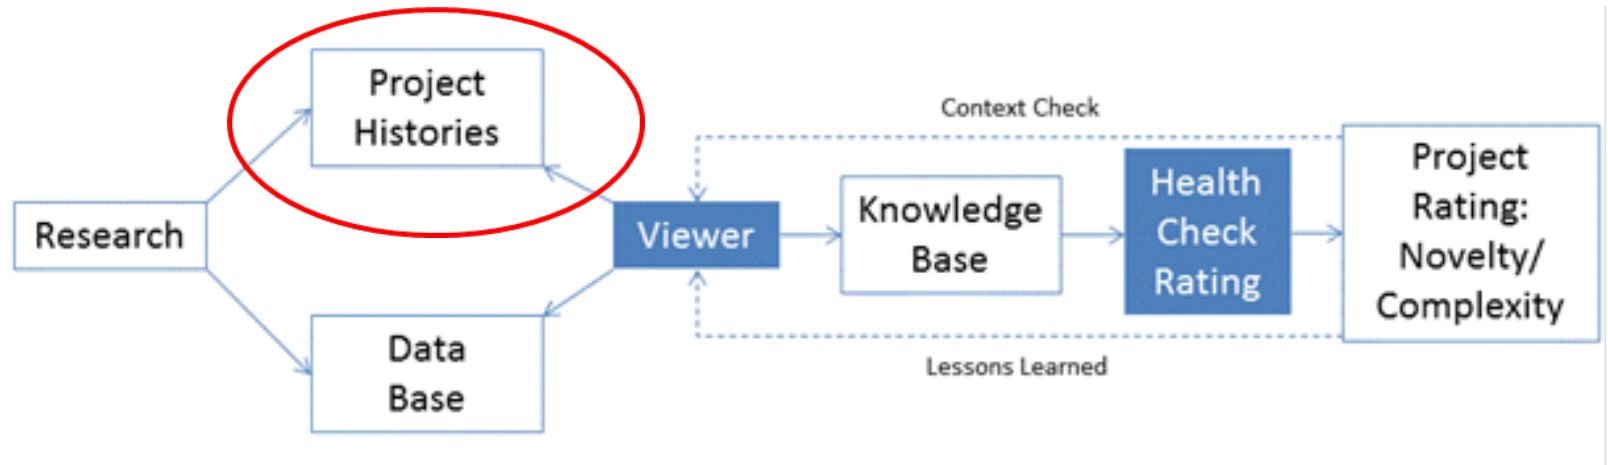 Project
Histories
Research
Data
Base
Viewer
Knowledge
Base
Health
Check
Rating
Context Check
Lessons Learned
Project
Rating:
Novelty/
Complexity